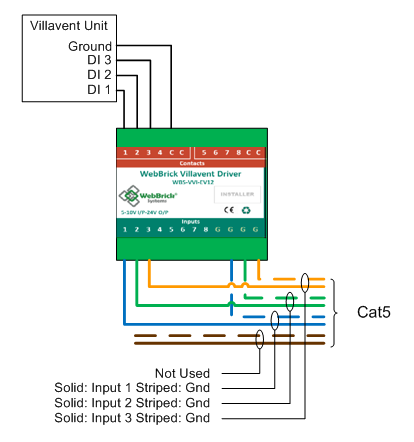 Villavent Unit
Ground
DI 3
DI 2
DI 1
1 2 3 4 C C 5 6 7 8 C C
Contacts
WebBrick Villavent Driver
WBS-VVI-CV12
WebBrick
Systems
INSTALLER
5-10V I/P-24V O/P
CE
Inputs
1 2 3 4 5 6 7 8 G G G G
Cat5
Not Used
Solid: Input 1 Striped: Gnd
Solid: Input 2 Striped: Gnd
Solid: Input 3 Striped: Gnd